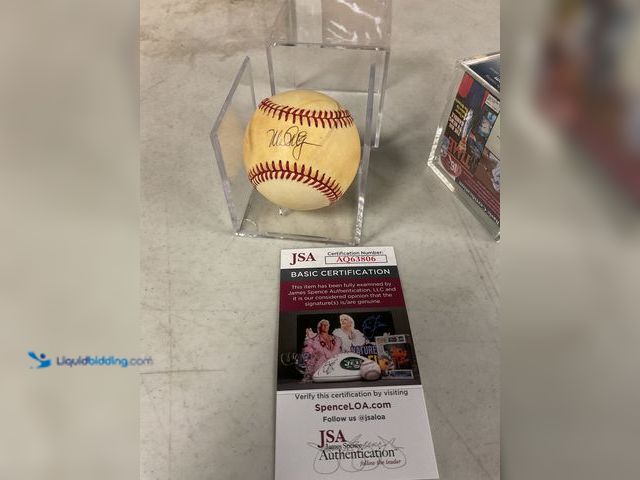 JSA
Certification Number:
AQ63806
BASIC CERTIFICATION
This item has been fully examined by
James Spence Authentication, LLC and
it is our considered opinion that the
signature(s) is/are genuine.
Verify this certification by visiting
SpenceLOA.com
Follow us @jsaloa
JSA
James Spence
Authentication
follow the leader
Liquidbidding.com